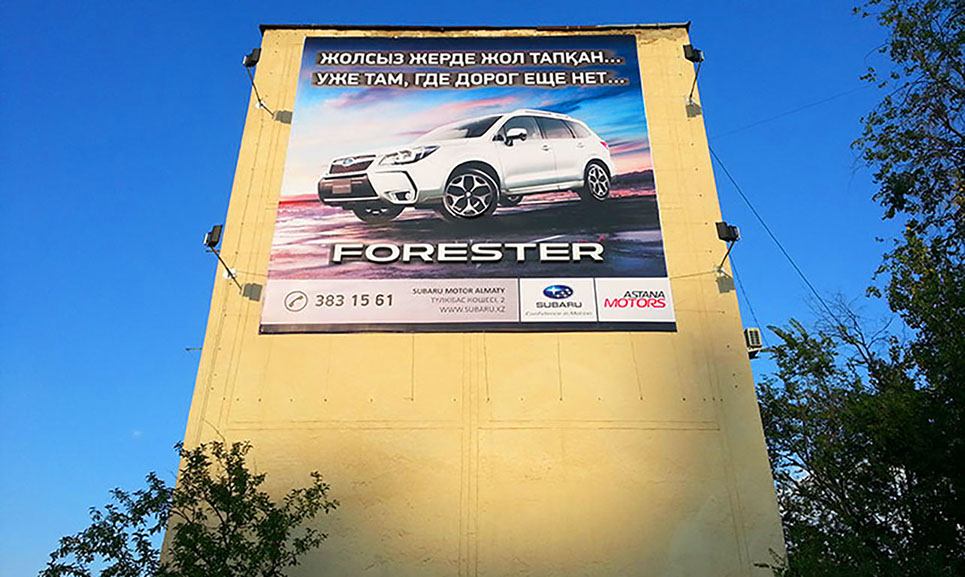 ЖОЛСЫЗ ЖЕРДЕ ЖОЛ ТАПҚАН...
УЖЕ ТАМ, ГДЕ ДОРОГ ЕЩЕ НЕТ...
FORESTER
383 15 61
SUBARU MOTOR ALMATY
ТҮЛКІБАС КӨШЕСІ, 2
WWW.SUBARU.KZ
SUBARU
Confidence in Motion
ASTANA
MOTORS